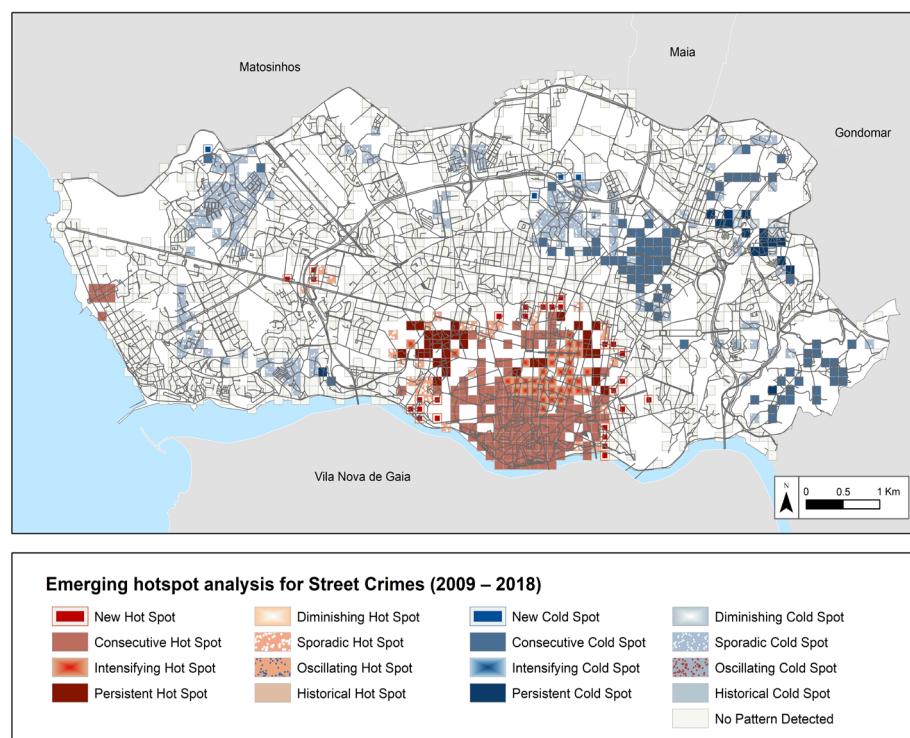 Matosinhos
Maia
Gondomar
Vila Nova de Gaia
N
0 0.5 1 Km
Emerging hotspot analysis for Street Crimes (2009 – 2018)
New Hot Spot
Diminishing Hot Spot
New Cold Spot
Diminishing Cold Spot
Consecutive Hot Spot
Sporadic Hot Spot
Consecutive Cold Spot
Sporadic Cold Spot
Intensifying Hot Spot
Oscillating Hot Spot
Intensifying Cold Spot
Oscillating Cold Spot
Persistent Hot Spot
Historical Hot Spot
Persistent Cold Spot
Historical Cold Spot
No Pattern Detected